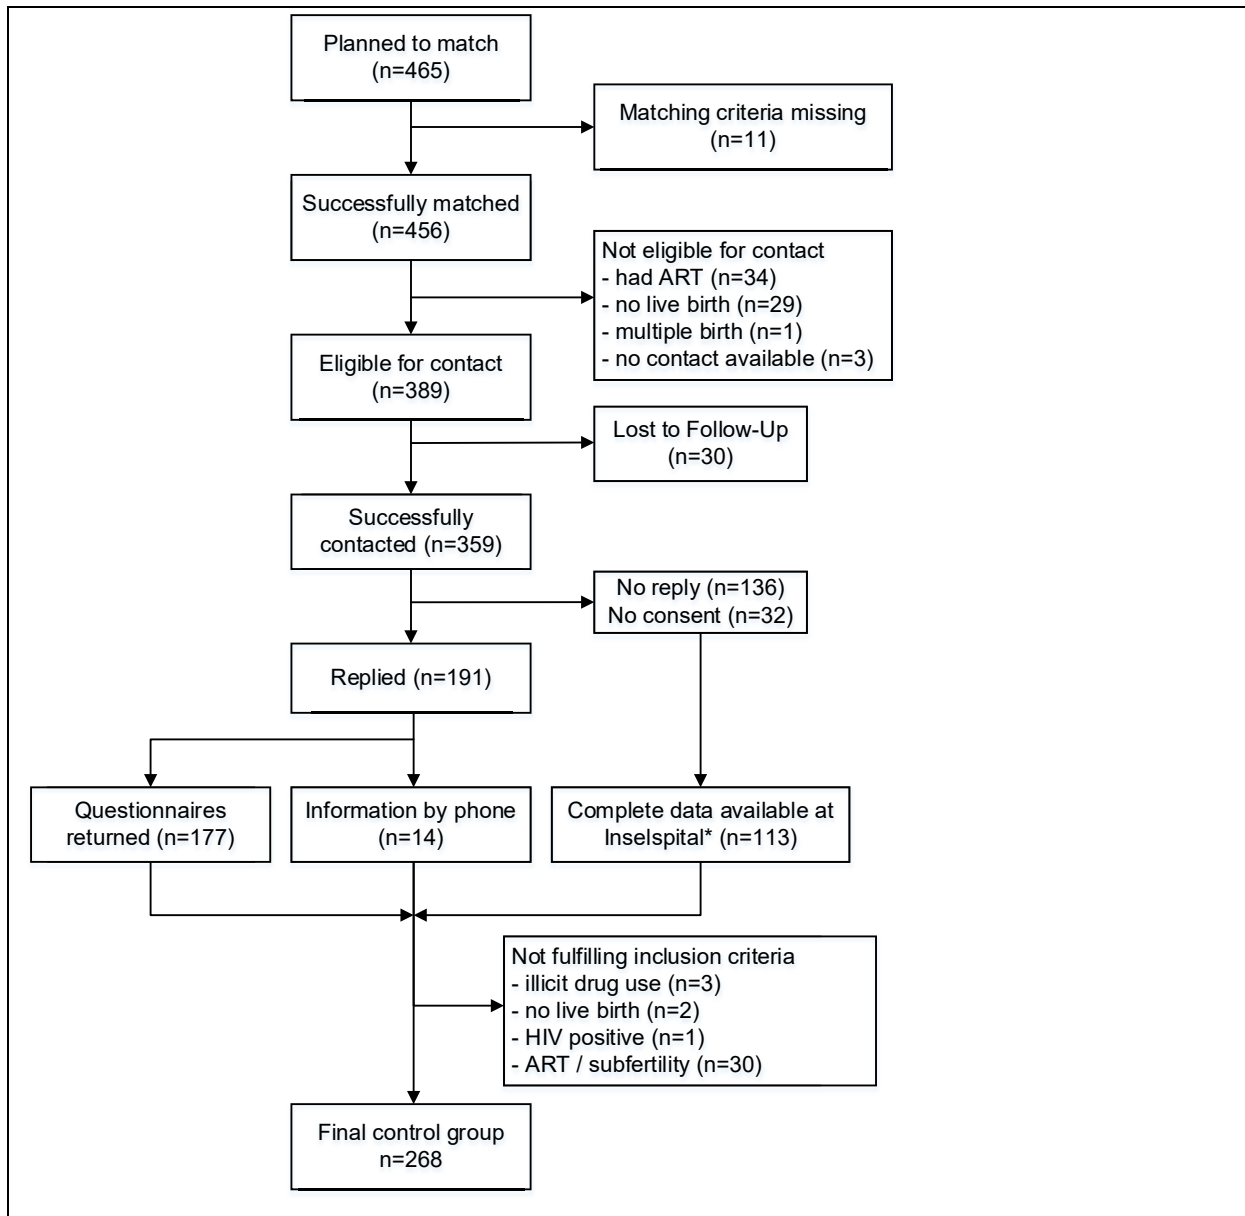 Planned to match
(n=465)
Matching criteria missing
(n=11)
Successfully matched
(n=456)
Not eligible for contact
- had ART (n=34)
- no live birth (n=29)
- multiple birth (n=1)
- no contact available (n=3)
Eligible for contact
(n=389)
Lost to Follow-Up
(n=30)
Successfully
contacted (n=359)
No reply (n=136)
No consent (n=32)
Replied (n=191)
Questionnaires
returned (n=177)
Information by phone
(n=14)
Complete data available at
Inselspital* (n=113)
Not fulfilling inclusion criteria
- illicit drug use (n=3)
- no live birth (n=2)
- HIV positive (n=1)
- ART / subfertility (n=30)
Final control group
n=268